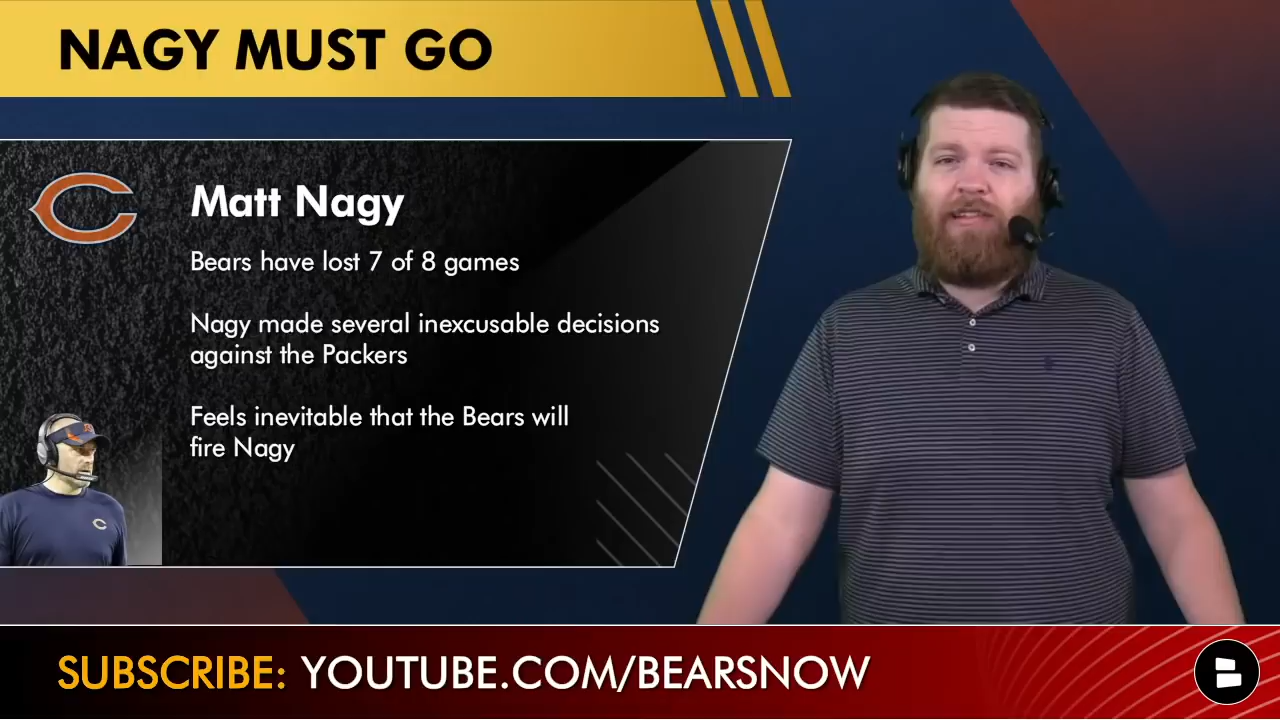 NAGY MUST GO
Matt Nagy
Bears have lost 7 of 8 games
Nagy made several inexcusable decisions
against the Packers
Feels inevitable that the Bears will
fire Nagy
SUBSCRIBE: YOUTUBE.COM/BEARSNOW